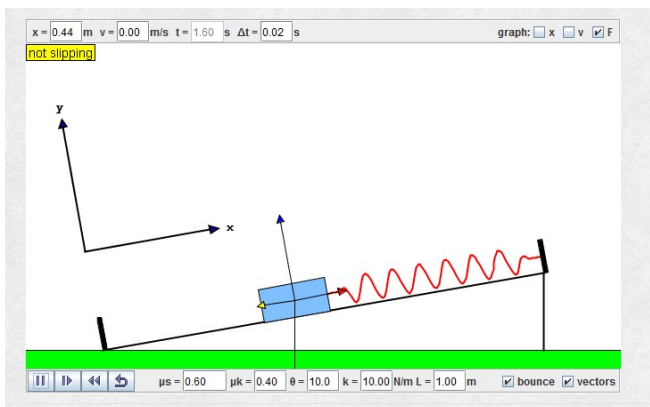 x = 0.44 m v = 0.00 m/s t = 1.60 s Δt = 0.02 s graph: x v F
not slipping
y
x
μs = 0.60 μk = 0.40 θ = 10.0 k = 10.00 N/m L = 1.00 m bounce vectors